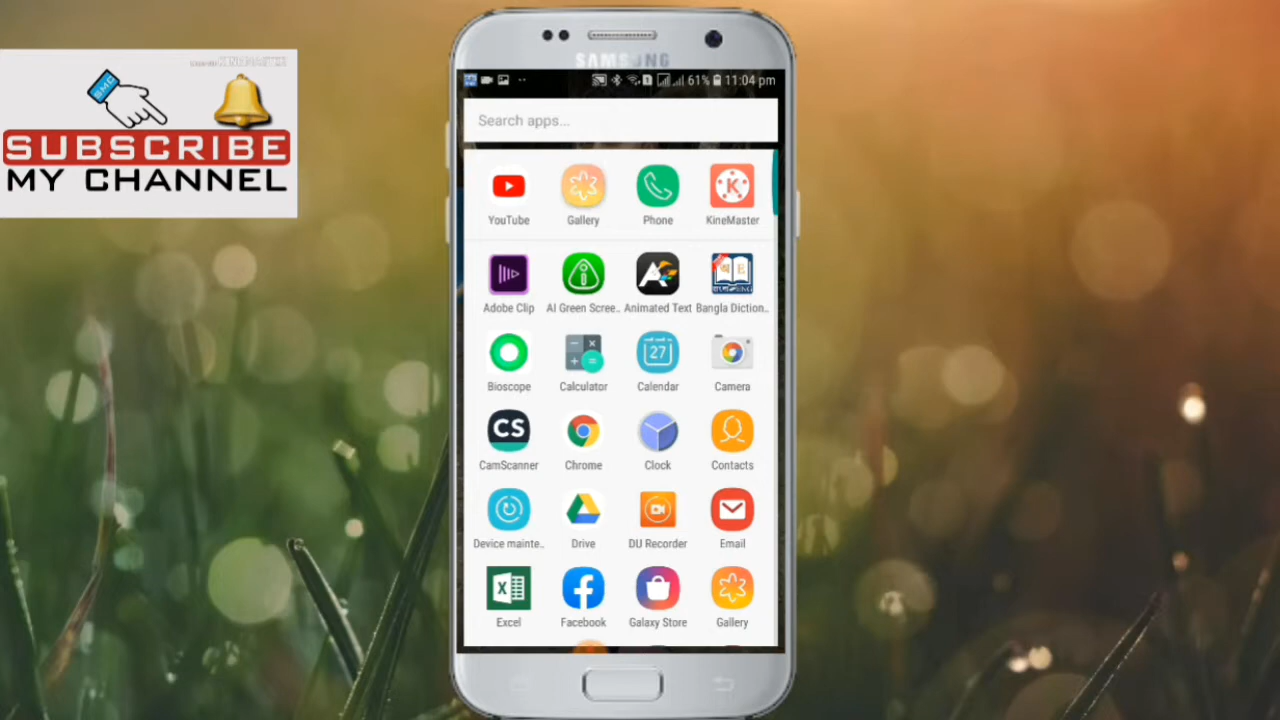 SMC
SUBSCRIBE
MY CHANNEL
SAMSUNG
61% 11:04 pm
Search apps...
YouTube Gallery Phone KineMaster
Adobe Clip AI Green Scree.. Animated Text Bangla Diction..
Bioscope Calculator Calendar Camera
27
CS
CamScanner Chrome Clock Contacts
Device mainte.. Drive DU Recorder Email
Excel Facebook Galaxy Store Gallery